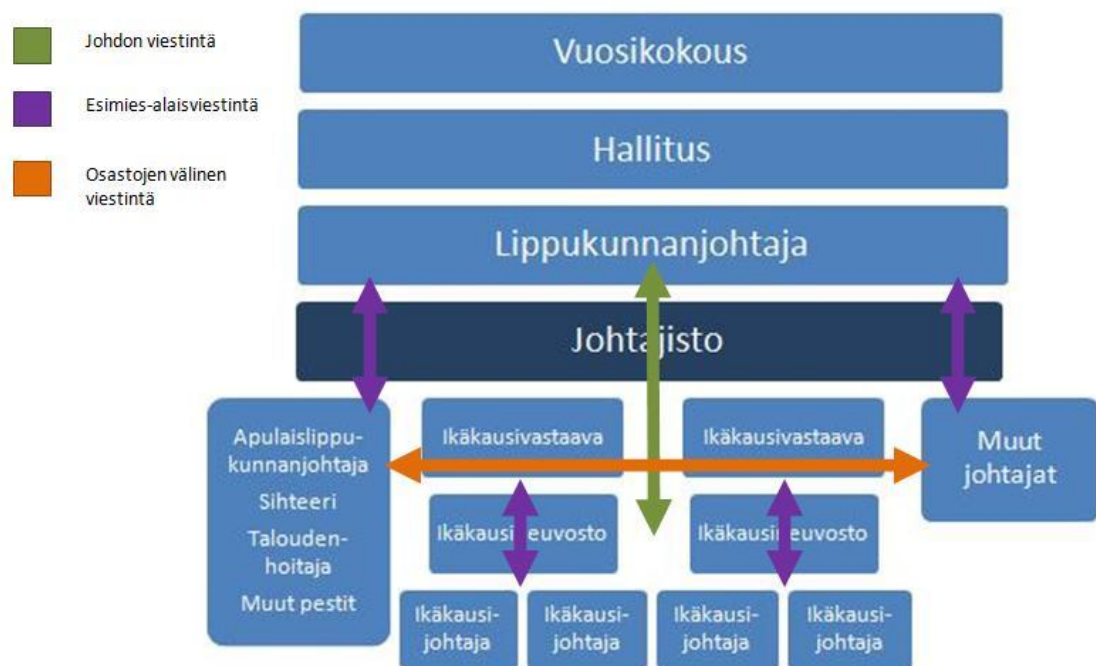 Johdon viestintä
Esimies-alaisviestintä
Osastojen välinen
viestintä
Vuosikokous
Hallitus
Lippukunnanjohtaja
Johtajisto
Apulaislippu-
kunnanjohtaja
Sihteeri
Talouden-
hoitaja
Muut pestit
Ikäkausivastaava
Ikäkausivastaava
Muut
johtajat
Ikäkausineuvosto
Ikäkausineuvosto
Ikäkausi-
johtaja
Ikäkausi-
johtaja
Ikäkausi-
johtaja
Ikäkausi-
johtaja